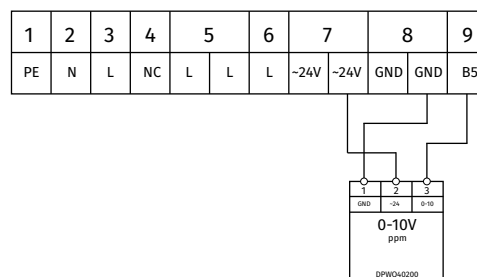 1 2 3 4 5 6 7 8 9
PE N L NC L L L ~24V ~24V GND GND B5
1 2 3
GND ~24 0-10
0-10V
ppm
DPWO40200